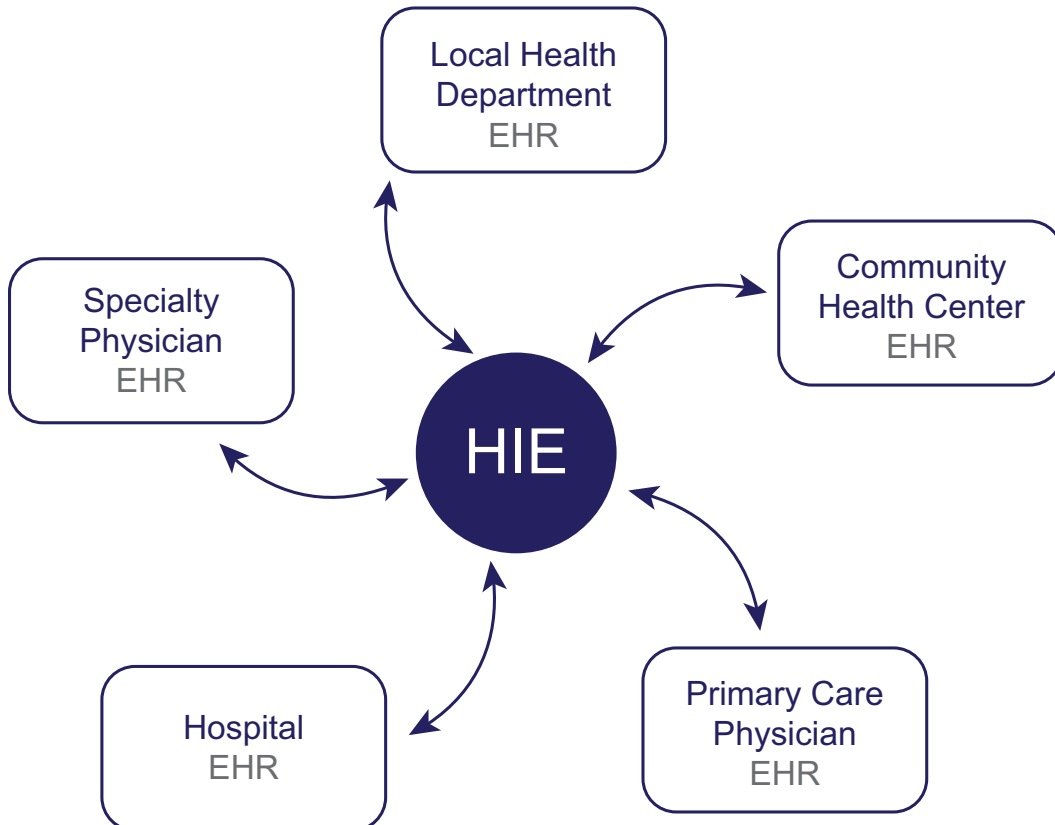 Local Health
Department
EHR
Community
Health Center
EHR
Specialty
Physician
EHR
HIE
Primary Care
Physician
EHR
Hospital
EHR